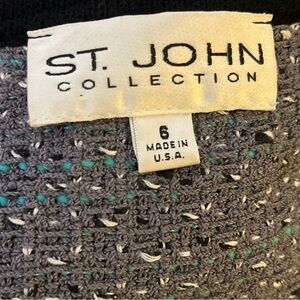 ST. JOHN
COLLECTION
6
MADE IN
U.S.A.